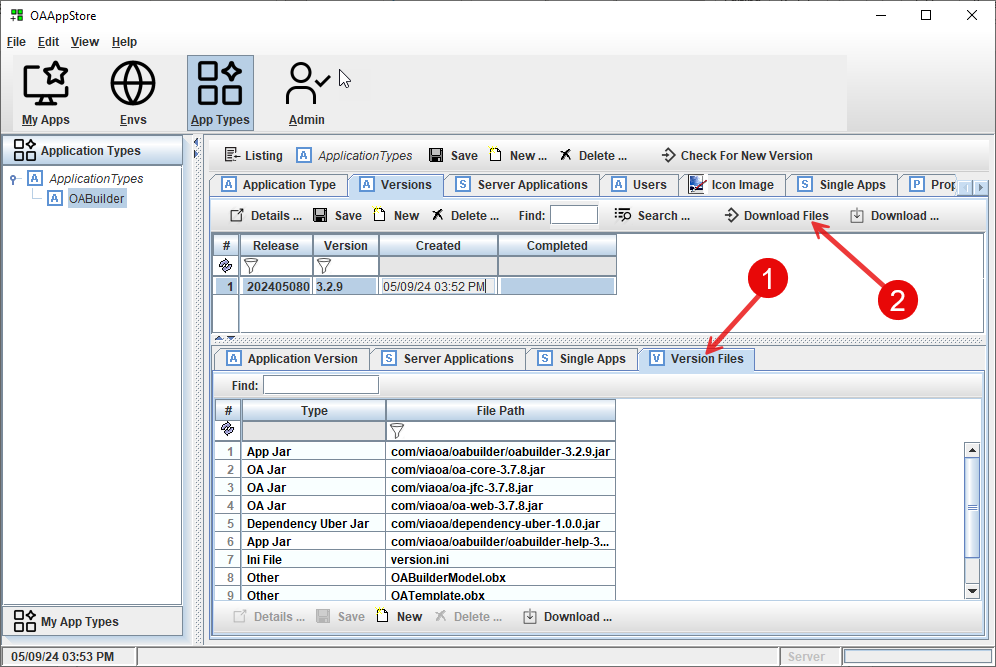 OAAppStore
File Edit View Help
My Apps Envs App Types Admin
Application Types
ApplicationTypes
OABuilder
My App Types
Listing A ApplicationTypes Save New ... Delete ... Check For New Version
A Application Type A Versions S Server Applications A Users Icon Image S Single Apps P Prop
Details ... Save New Delete ... Find: Search ... Download Files Download ...
# Release Version Created Completed
1 202405080 3.2.9 05/09/24 03:52 PM
1
2
A Application Version S Server Applications S Single Apps V Version Files
Find:
# Type File Path
1 App Jar com/viaoa/oabuilder/oabuilder-3.2.9.jar
2 OA Jar com/viaoa/oa-core-3.7.8.jar
3 OA Jar com/viaoa/oa-jfc-3.7.8.jar
4 OA Jar com/viaoa/oa-web-3.7.8.jar
5 Dependency Uber Jar com/viaoa/dependency-uber-1.0.0.jar
6 App Jar com/viaoa/oabuilder/oabuilder-help-3...
7 Ini File version.ini
8 Other OABuilderModel.obx
9 Other OATemplate.obx
Details ... Save New Delete ... Download ...
05/09/24 03:53 PM Server